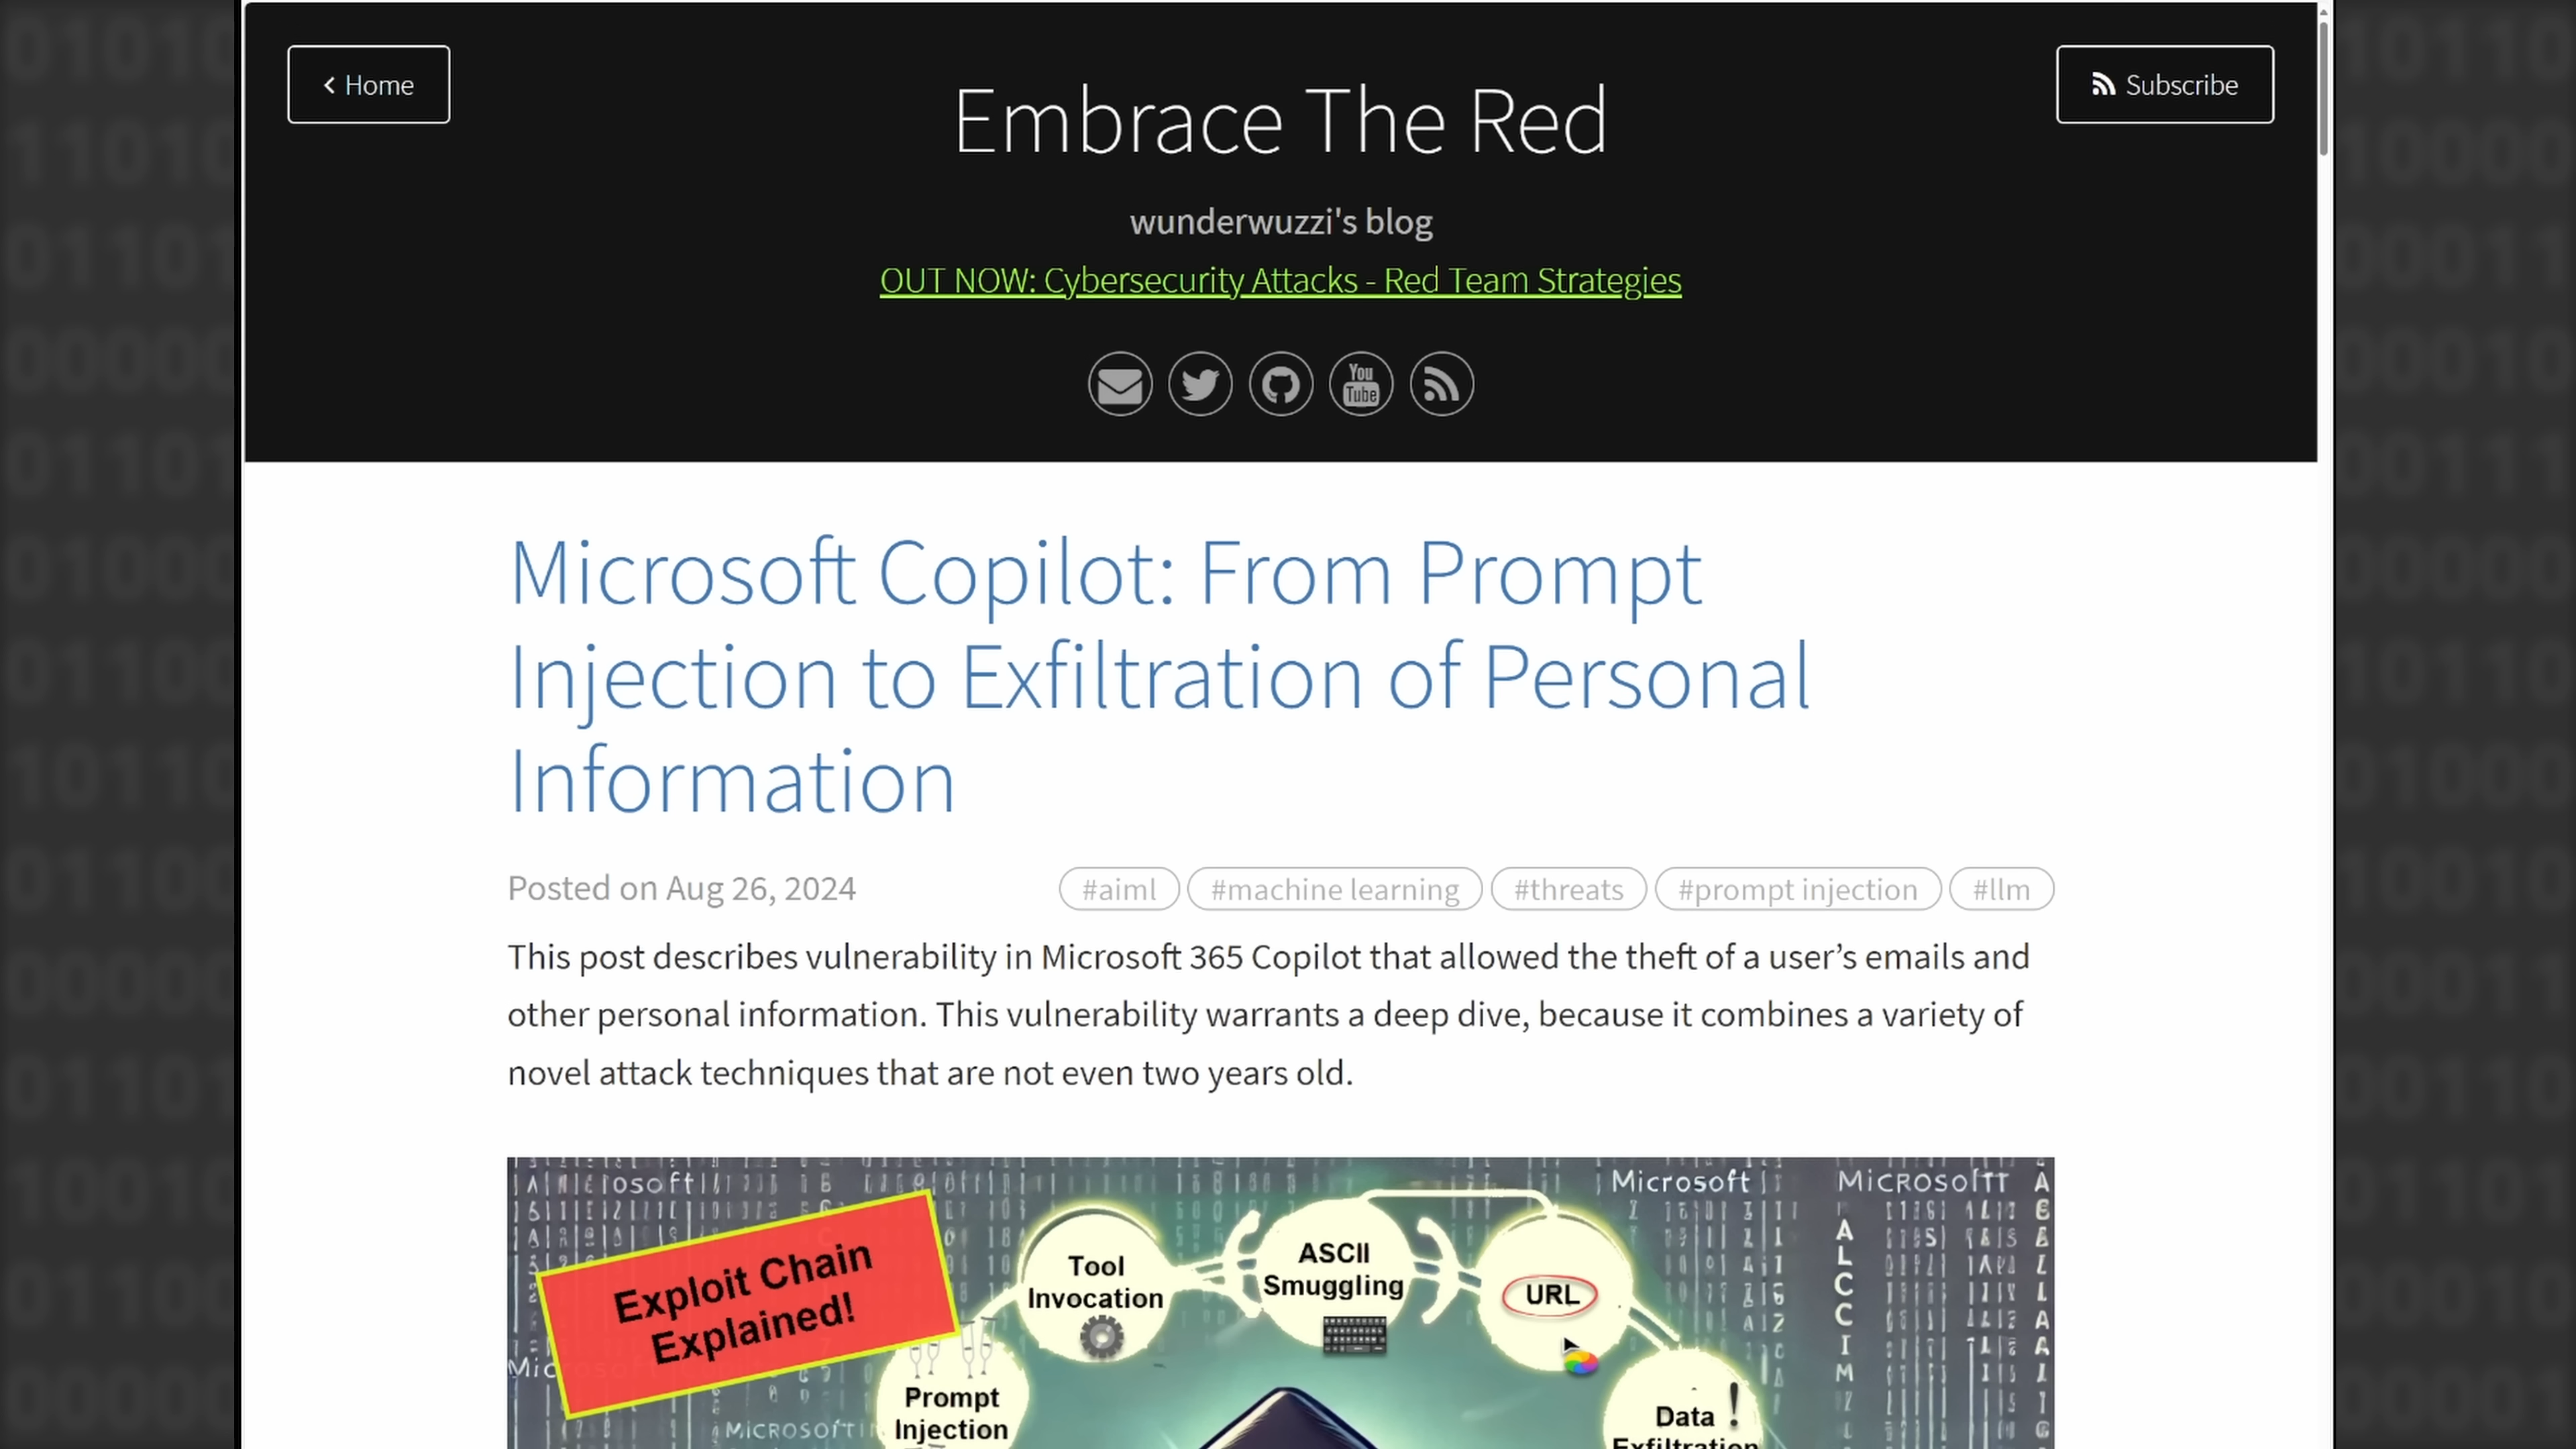 Home
Subscribe
Embrace The Red
wunderwuzzi's blog
OUT NOW: Cybersecurity Attacks - Red Team Strategies
You
Tube
Microsoft Copilot: From Prompt
Injection to Exfiltration of Personal
Information
Posted on Aug 26, 2024
#aiml
#machine learning
#threats
#prompt injection
#llm
This post describes vulnerability in Microsoft 365 Copilot that allowed the theft of a user’s emails and
other personal information. This vulnerability warrants a deep dive, because it combines a variety of
novel attack techniques that are not even two years old.
Exploit Chain
Explained!
Tool
Invocation
ASCII
Smuggling
URL
Microsoft
Prompt
Injection
Data
Exfiltration